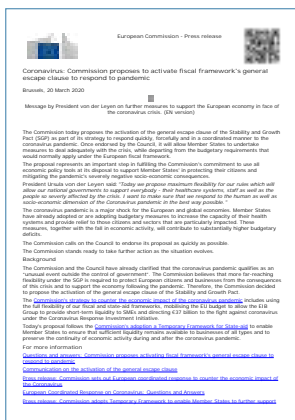 European Commission - Press release
Coronavirus: Commission proposes to activate fiscal framework's general
escape clause to respond to pandemic
Brussels, 20 March 2020
Message by President von der Leyen on further measures to support the economy in face of
the coronavirus crisis. (EN version)
The Commission today proposes the activation of the general escape clause of the Stability and Growth
Pact (SGP) as part of its strategy to respond quickly, forcefully and in a coordinated manner to the
coronavirus pandemic. Once endorsed by the Council, it will allow Member States to undertake
measures to deal adequately with the crisis, while departing from the budgetary requirements that
would normally apply under the European fiscal framework.
The proposal represents an important step in fulfilling the Commission's commitment to use all
economic policy tools at its disposal to support Member States' in protecting their citizens and
mitigating the pandemic's severely negative socio-economic consequences.
President Ursula von der Leyen said: "Today we propose maximum flexibility for our rules which will
allow our national governments to support everybody – their healthcare systems, staff as well as the
people so severely affected by the crisis. I want to make sure that we respond to the human as well as
socio-economic dimension of the Coronavirus pandemic in the best way possible."
The coronavirus pandemic is a major shock for the European and global economies. Member States
have already adopted or are adopting budgetary measures to increase the capacity of their health
systems and provide relief to those citizens and sectors that are particularly impacted. These
measures, together with the fall in economic activity, will contribute to substantially higher budgetary
deficits.
The Commission calls on the Council to endorse its proposal as quickly as possible.
The Commission stands ready to take further action as the situation evolves.
Background
The Commission and the Council have already clarified that the coronavirus pandemic qualifies as an
"unusual event outside the control of government". The Commission believes that more far-reaching
flexibility under the SGP is required to protect European citizens and businesses from the consequences
of this crisis and to support the economy following the pandemic. Therefore, the Commission decided
to propose the activation of the general escape clause of the Stability and Growth Pact.
The Commission's strategy to counter the economic impact of the coronavirus pandemic includes using
the full flexibility of our fiscal and state-aid frameworks, mobilising the EU budget to allow the EIB
Group to provide short-term liquidity to SMEs and directing €37 billion to the fight against coronavirus
under the Coronavirus Response Investment Initiative.
Today's proposal follows the Commission's adoption a Temporary Framework for State-aid to enable
Member States to ensure that sufficient liquidity remains available to businesses of all types and to
preserve the continuity of economic activity during and after the coronavirus pandemic.
For more information
Questions and answers: Commission proposes activating fiscal framework's general escape clause to
respond to pandemic
Communication on the activation of the general escape clause
Press release: Commission sets out European coordinated response to counter the economic impact of
the Coronavirus
European Coordinated Response on Coronavirus: Questions and Answers
Press release: Commission adopts Temporary Framework to enable Member States to further support